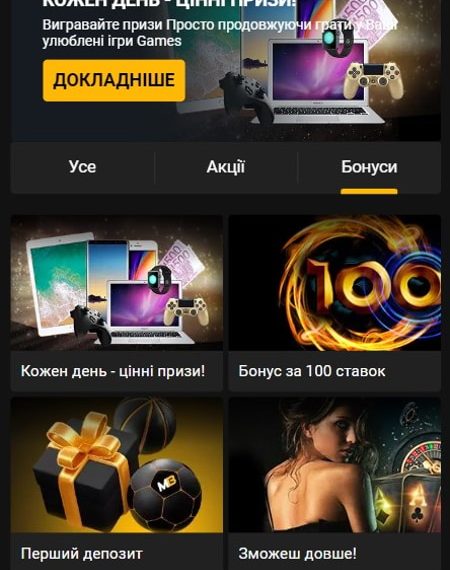 КОЖЕН ДЕНЬ - ЦІННІ ПРИЗИ!
Вигравайте призи Просто продовжуючи грати у Ваші
улюблені ігри Games
ДОКЛАДНІШЕ
Усе
Акції
Бонуси
500
100
Кожен день - цінні призи!
Бонус за 100 ставок
MB
A
Перший депозит
Зможеш довше!